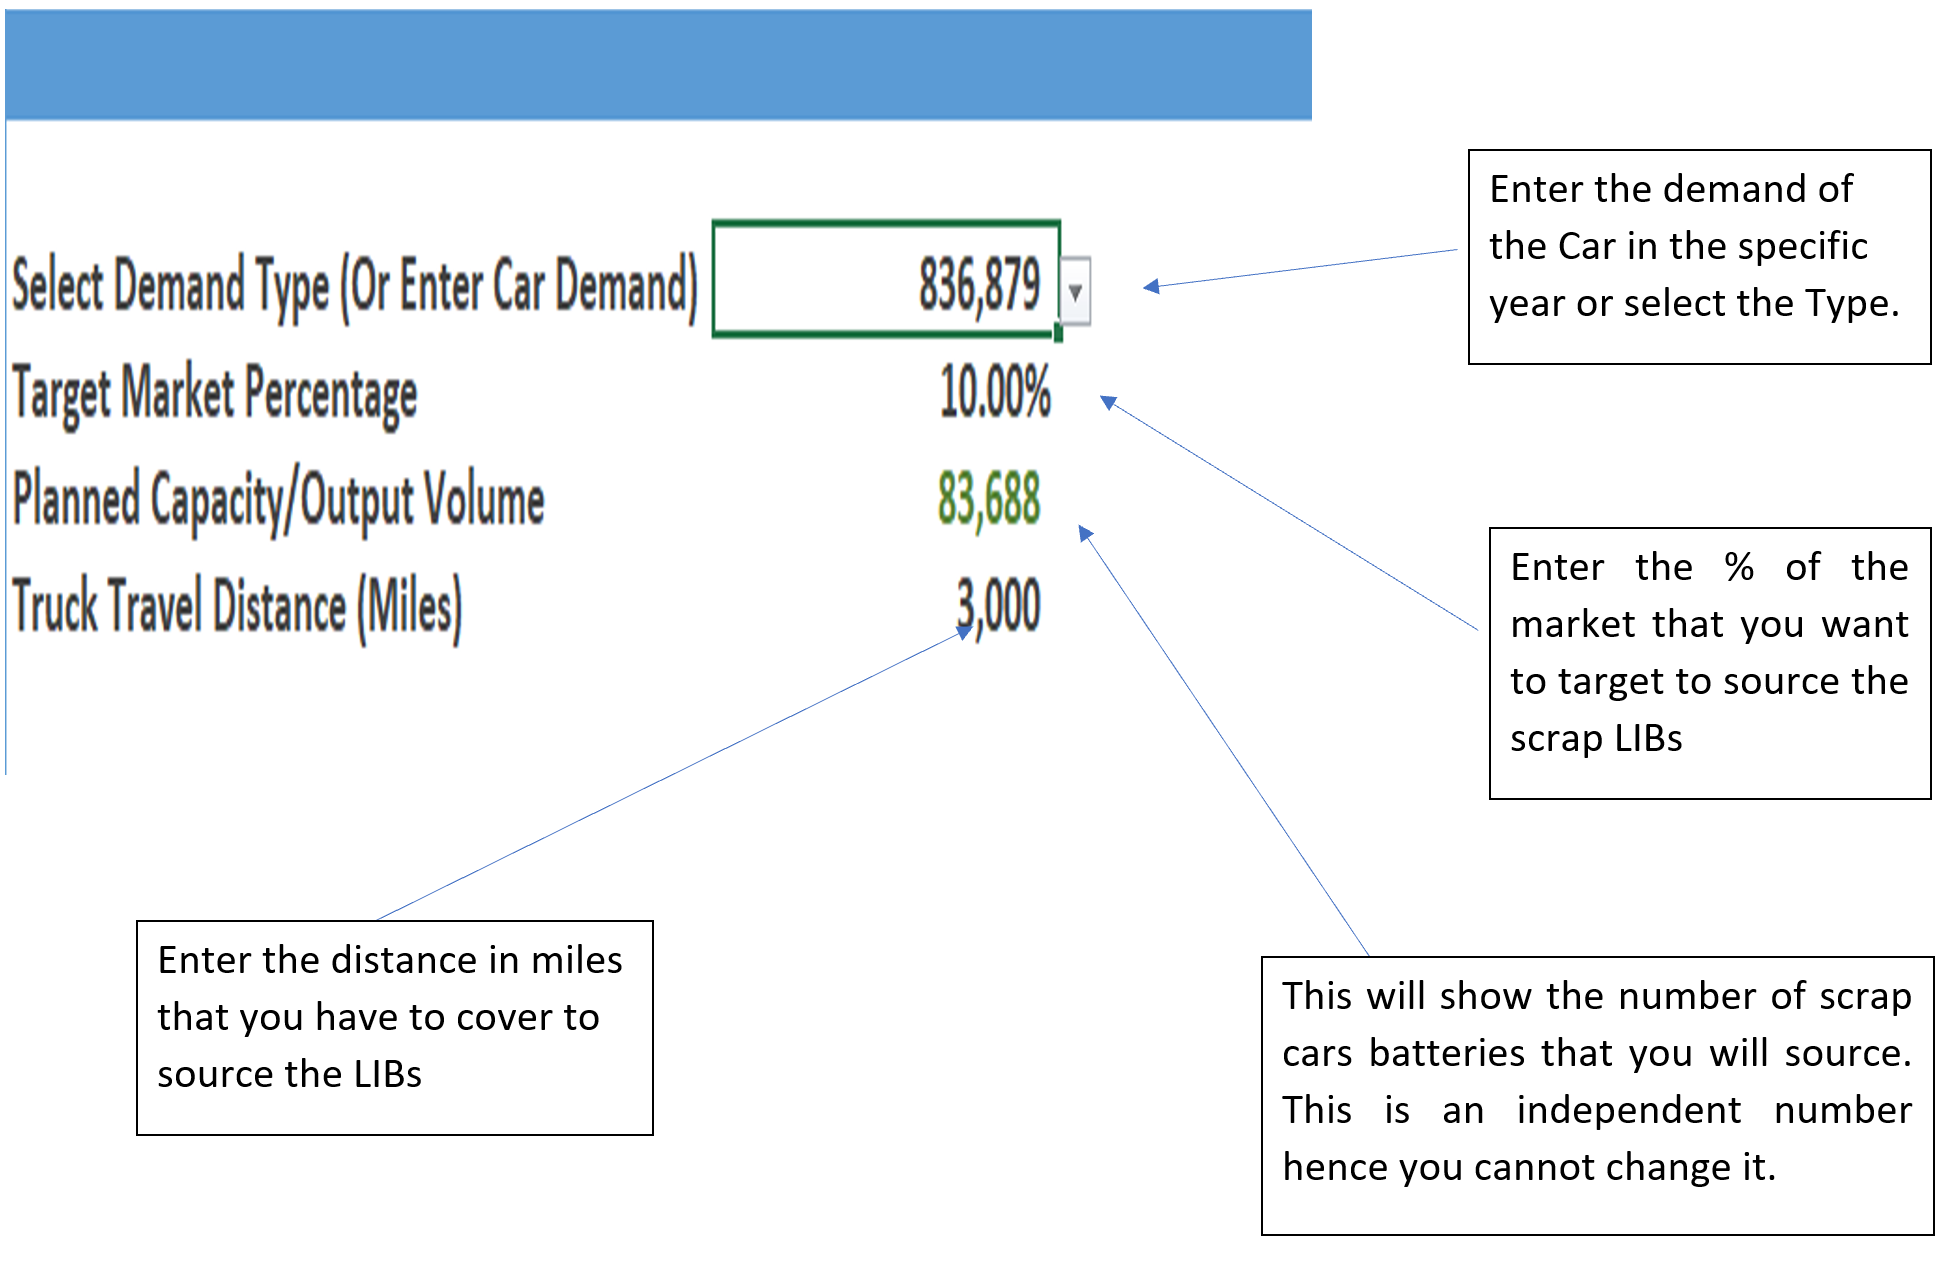 Select Demand Type (Or Enter Car Demand) 836,879
Target Market Percentage 10.00%
Planned Capacity/Output Volume 83,688
Truck Travel Distance (Miles) 3,000
Enter the demand of
the Car in the specific
year or select the Type.
Enter the % of the
market that you want
to target to source the
scrap LIBs
Enter the distance in miles
that you have to cover to
source the LIBs
This will show the number of scrap
cars batteries that you will source.
This is an independent number
hence you cannot change it.